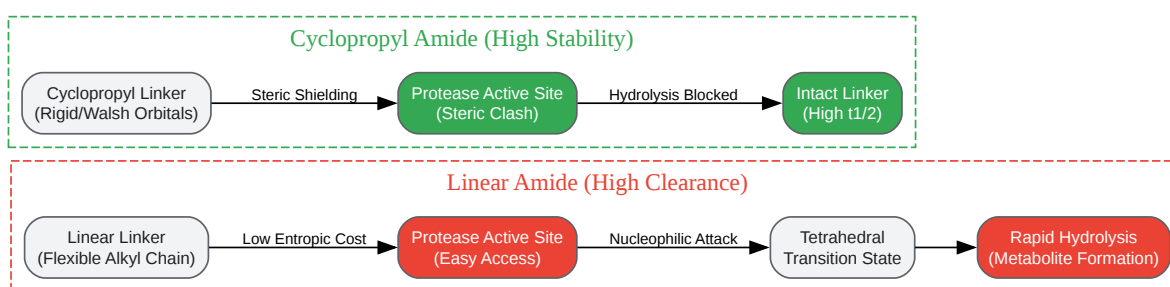 Cyclopropyl Amide (High Stability)
Cyclopropyl Linker
(Rigid/Walsh Orbitals)
Steric Shielding
Protease Active Site
(Steric Clash)
Hydrolysis Blocked
Intact Linker
(High t1/2)
Linear Amide (High Clearance)
Linear Linker
(Flexible Alkyl Chain)
Low Entropic Cost
Protease Active Site
(Easy Access)
Nucleophilic Attack
Tetrahedral
Transition State
Rapid Hydrolysis
(Metabolite Formation)